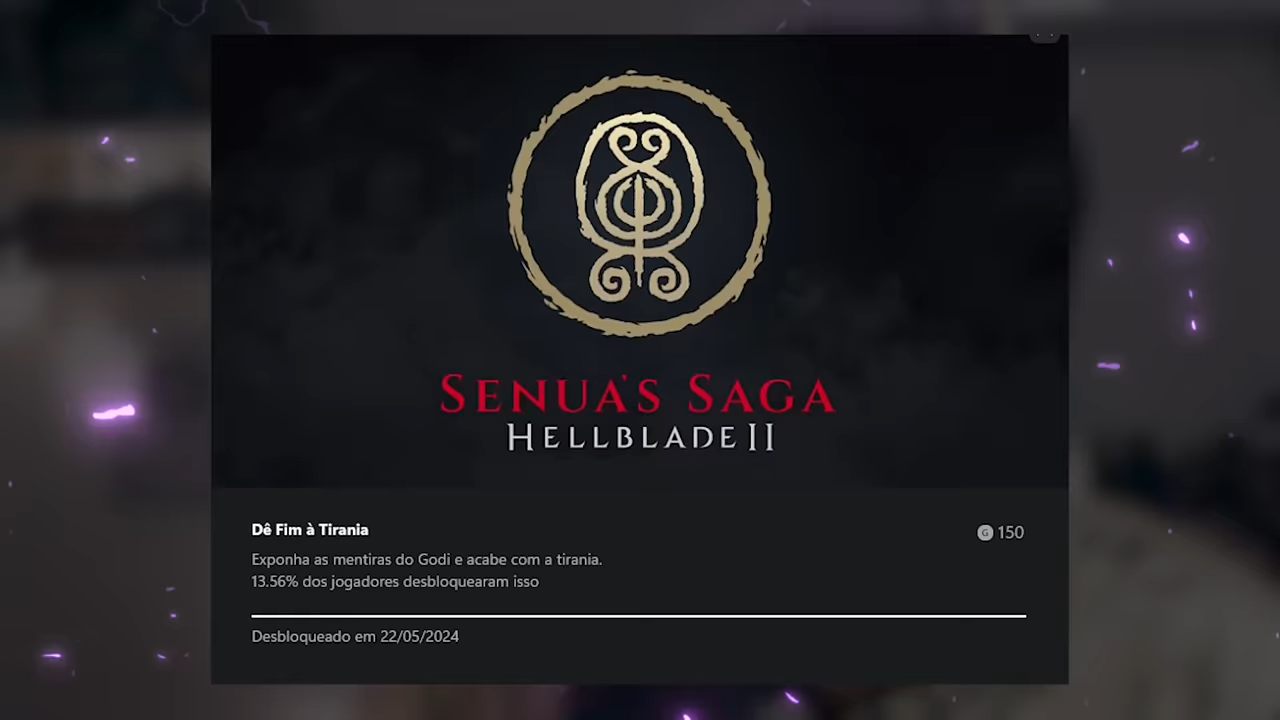 SENUA'S SAGA
HELLBLADE II
Dê Fim à Tirania
G 150
Exponha as mentiras do Godi e acabe com a tirania.
13.56% dos jogadores desbloquearam isso
Desbloqueado em 22/05/2024